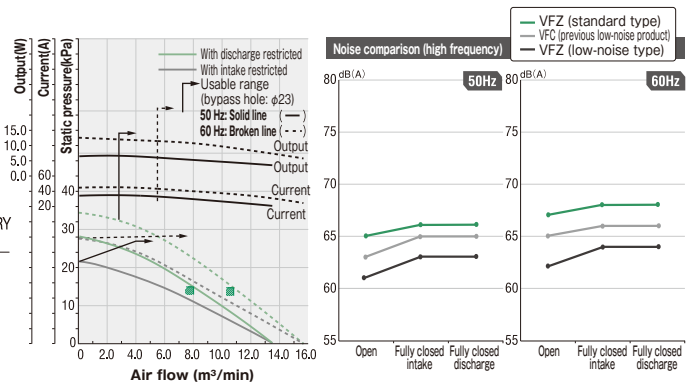 VFZ (standard type)
VFC (previous low-noise product)
VFZ (low-noise type)
Noise comparison (high frequency)
Output(W)
Current(A)
Static pressure(kPa)
With discharge restricted
With intake restricted
Usable range
(bypass hole: φ23)
50 Hz: Solid line ( — )
60 Hz: Broken line ( --- )
Output
Output
Current
Current
15.0
10.0
5.0
0.0
60
40
20
40
30
20
10
0
0 2.0 4.0 6.0 8.0 10.0 12.0 14.0 16.0
Air flow (m³/min)
RY
dB(A)
50Hz
80
75
70
65
60
55
Open
Fully closed
intake
Fully closed
discharge
dB(A)
60Hz
80
75
70
65
60
55
Open
Fully closed
intake
Fully closed
discharge